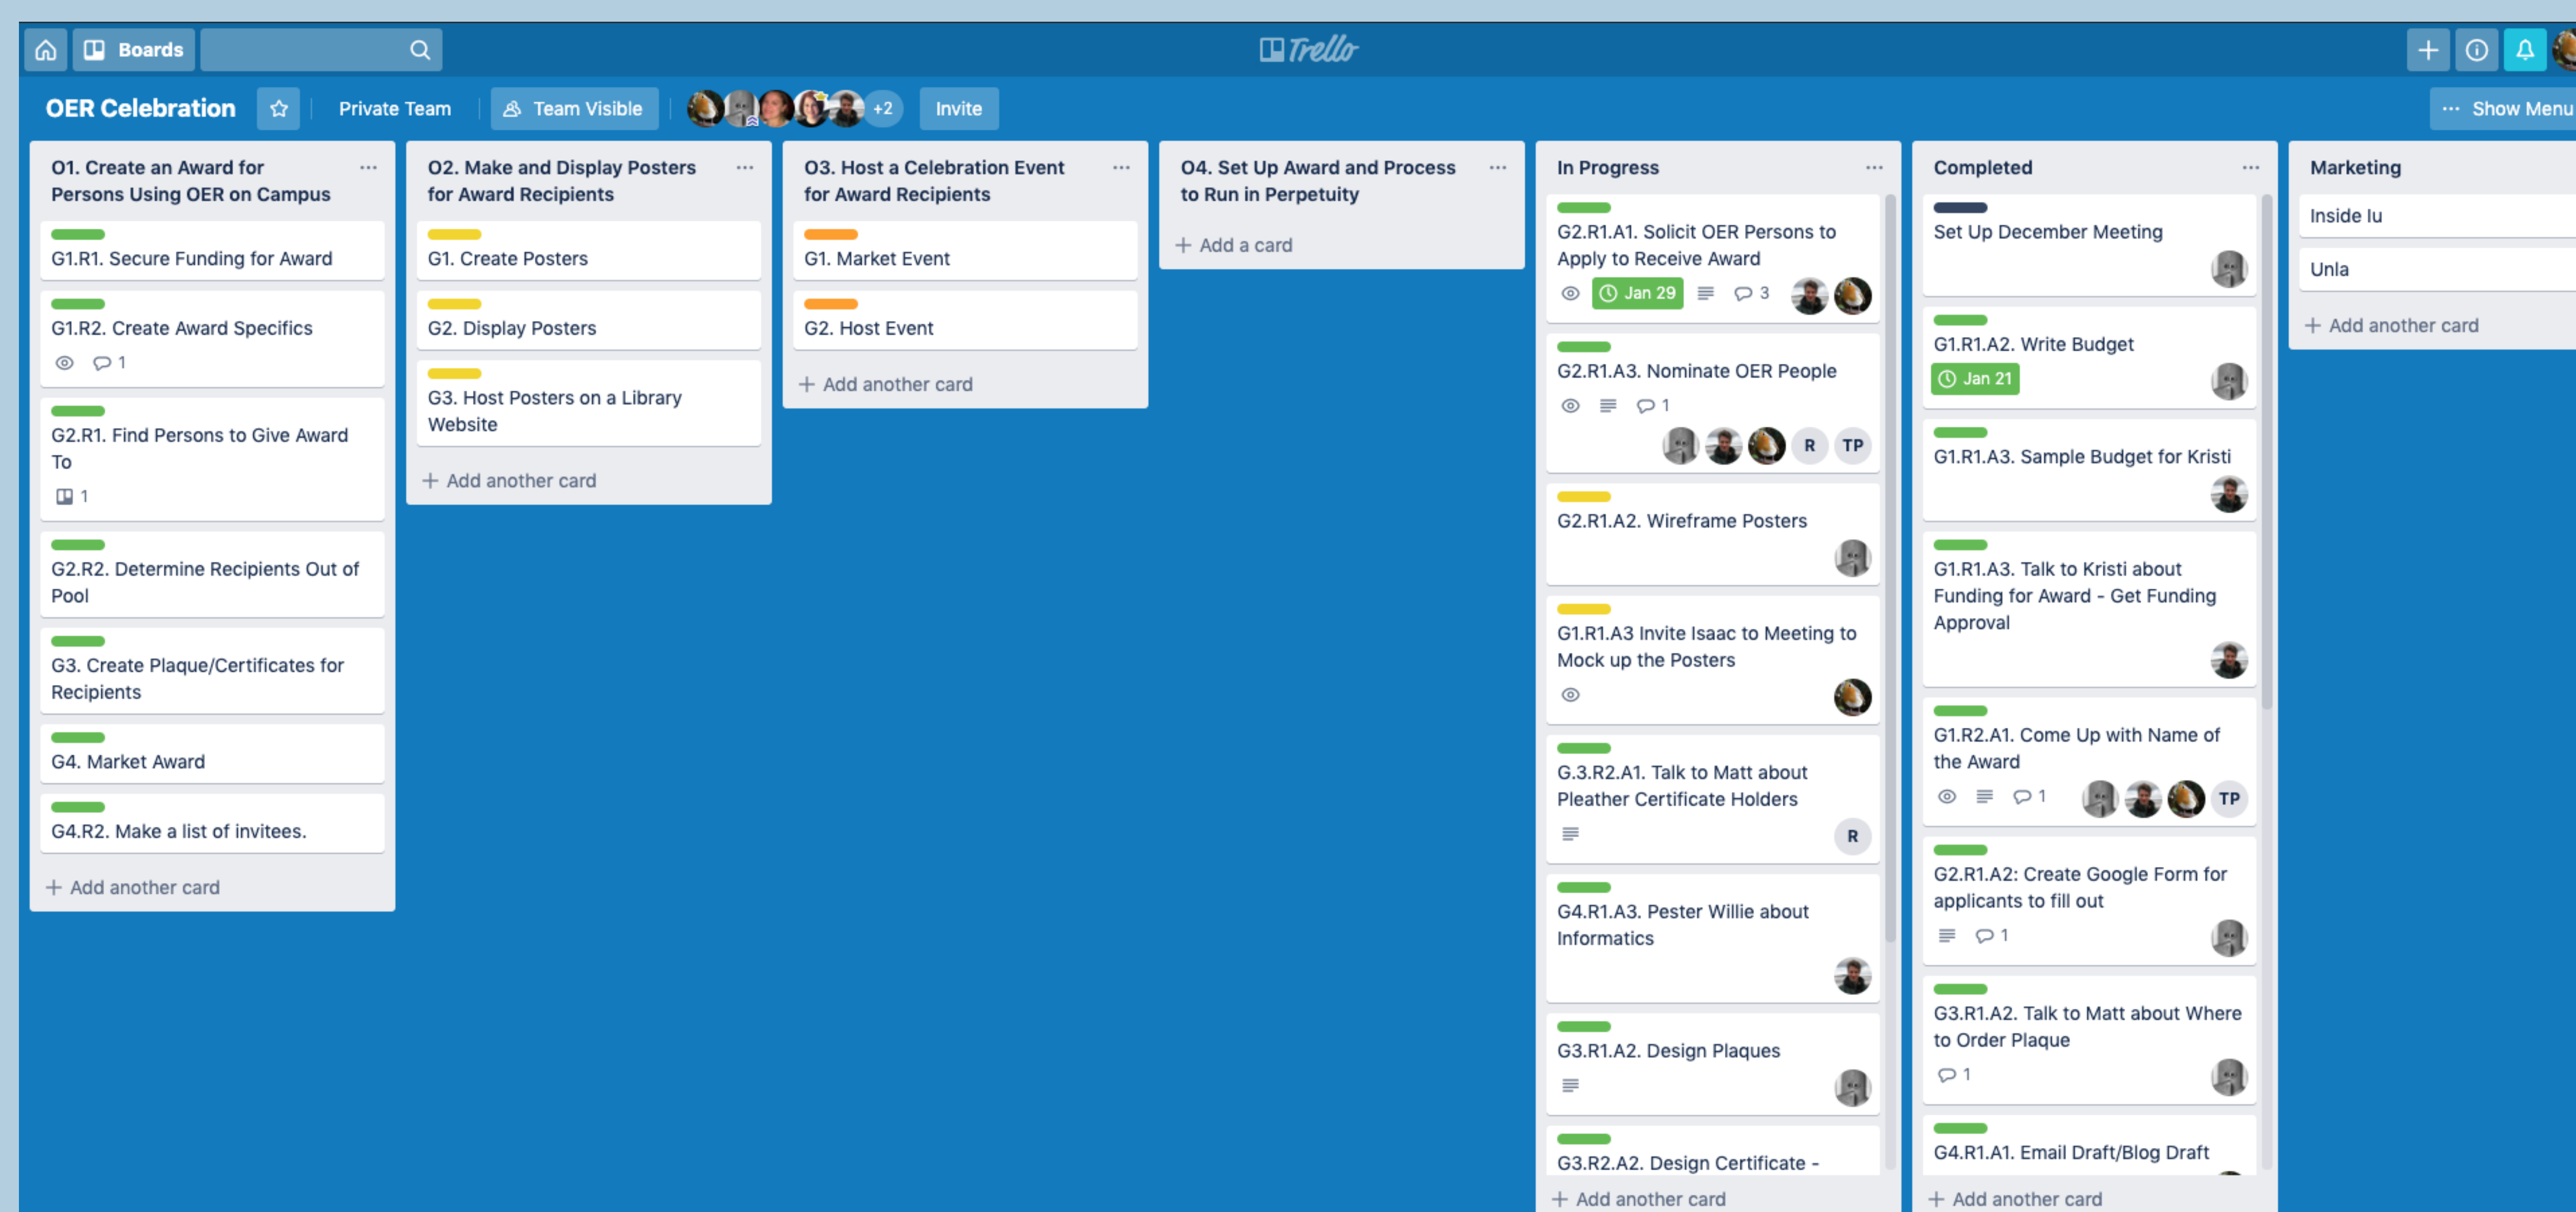 Boards
Trello
OER Celebration
Private Team
Team Visible
+2
Invite
... Show Menu
O1. Create an Award for
Persons Using OER on Campus
G1.R1. Secure Funding for Award
G1.R2. Create Award Specifics
1
G2.R1. Find Persons to Give Award
To
1
G2.R2. Determine Recipients Out of
Pool
G3. Create Plaque/Certificates for
Recipients
G4. Market Award
G4.R2. Make a list of invitees.
+ Add another card
O2. Make and Display Posters
for Award Recipients
G1. Create Posters
G2. Display Posters
G3. Host Posters on a Library
Website
+ Add another card
O3. Host a Celebration Event
for Award Recipients
G1. Market Event
G2. Host Event
+ Add another card
O4. Set Up Award and Process
to Run in Perpetuity
+ Add a card
In Progress
G2.R1.A1. Solicit OER Persons to
Apply to Receive Award
Jan 29
3
G2.R1.A3. Nominate OER People
1
R TP
G2.R1.A2. Wireframe Posters
G1.R1.A3 Invite Isaac to Meeting to
Mock up the Posters
G.3.R2.A1. Talk to Matt about
Pleather Certificate Holders
R
G4.R1.A3. Pester Willie about
Informatics
G3.R1.A2. Design Plaques
G3.R2.A2. Design Certificate -
+ Add another card
Completed
Set Up December Meeting
G1.R1.A2. Write Budget
Jan 21
G1.R1.A3. Sample Budget for Kristi
G1.R1.A3. Talk to Kristi about
Funding for Award - Get Funding
Approval
G1.R2.A1. Come Up with Name of
the Award
1
TP
G2.R1.A2: Create Google Form for
applicants to fill out
1
G3.R1.A2. Talk to Matt about Where
to Order Plaque
1
G4.R1.A1. Email Draft/Blog Draft
+ Add another card
Marketing
Inside Iu
Unla
+ Add another card